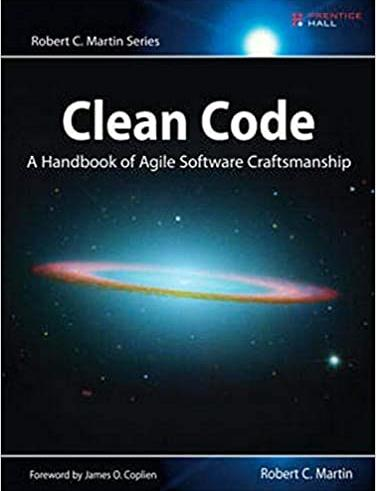 Robert C. Martin Series
PRENTICE
HALL
Clean Code
A Handbook of Agile Software Craftsmanship
Foreword by James O. Coplien
Robert C. Martin